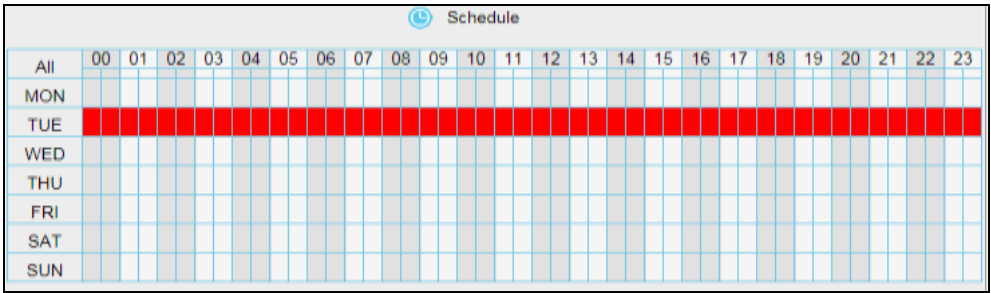 Schedule
All 00 01 02 03 04 05 06 07 08 09 10 11 12 13 14 15 16 17 18 19 20 21 22 23
MON
TUE
WED
THU
FRI
SAT
SUN